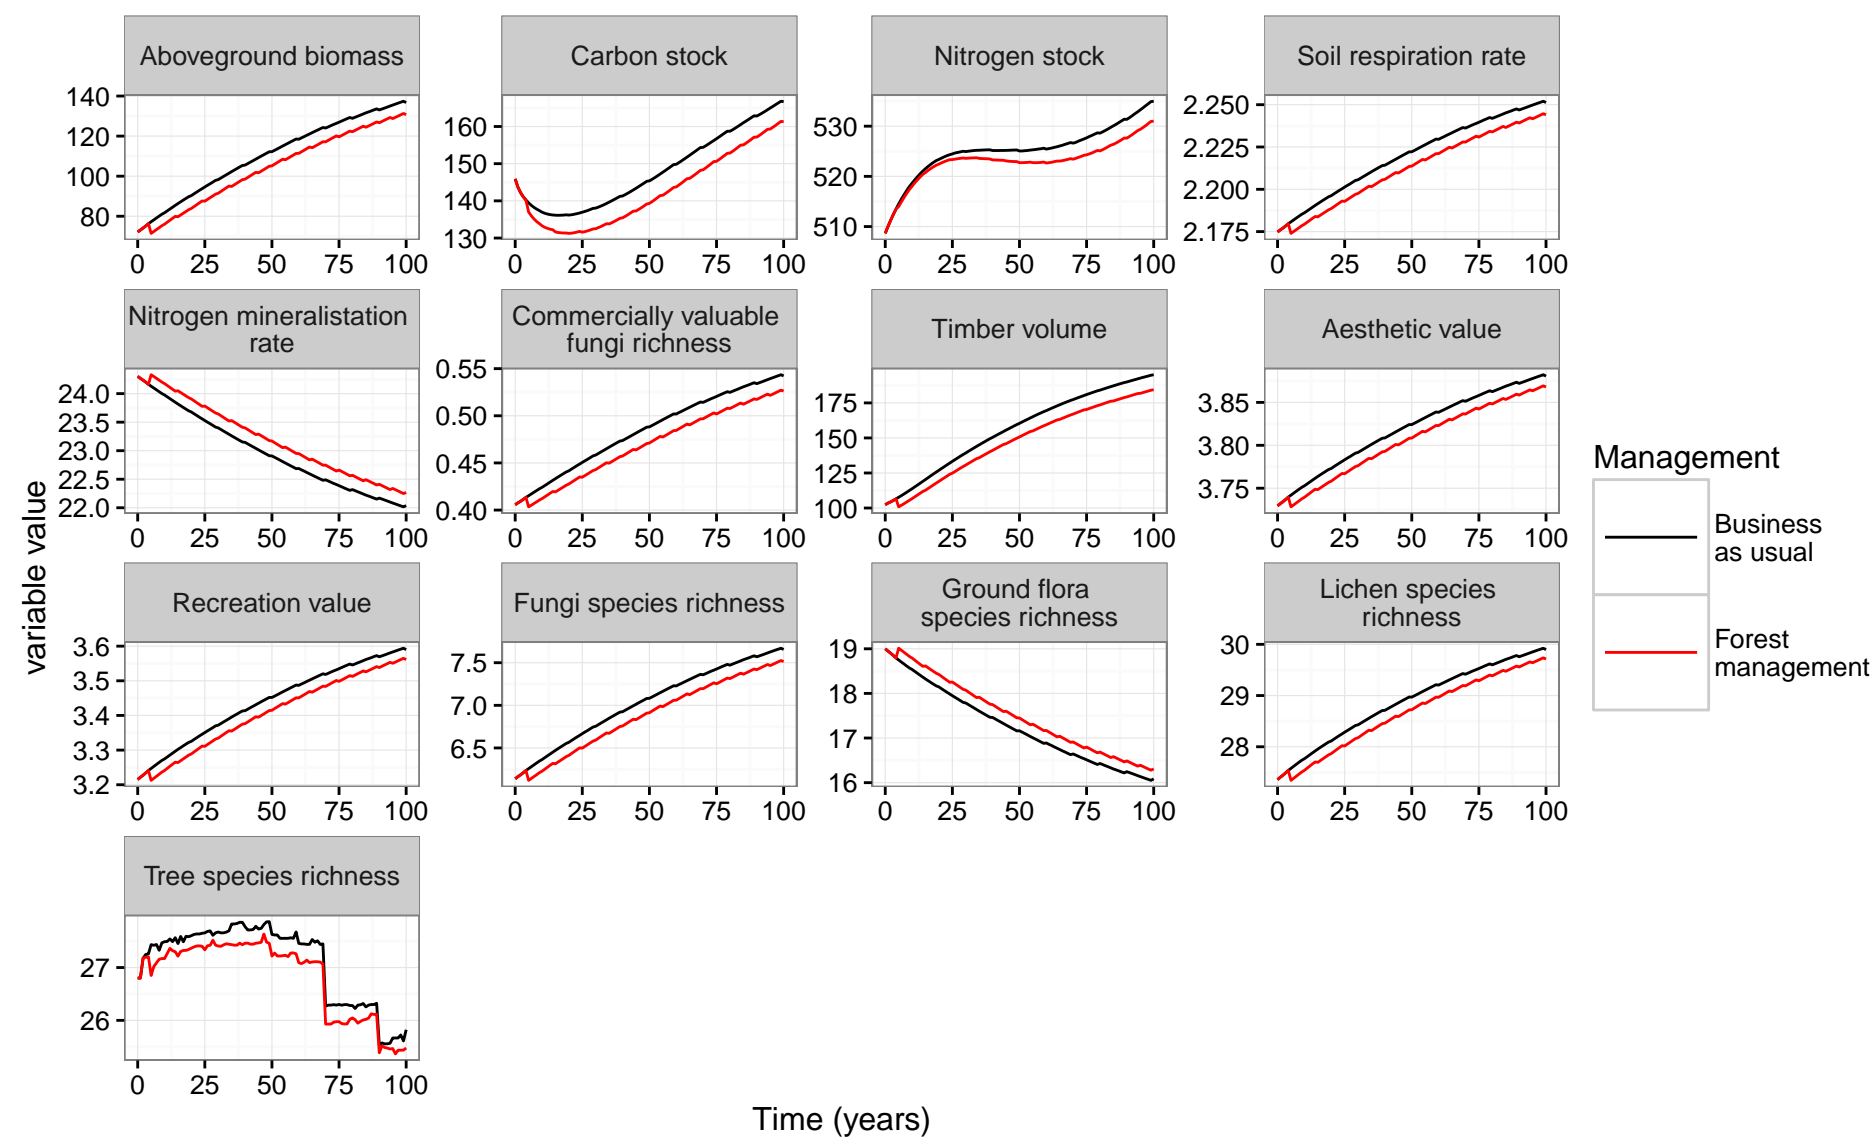 Aboveground biomass
Carbon stock
Nitrogen stock
Soil respiration rate
140
120
100
80
160
150
140
130
530
520
510
2.250
2.225
2.200
2.175
0 25 50 75 100
0 25 50 75 100
0 25 50 75 100
0 25 50 75 100
Nitrogen mineralistation
rate
Commercially valuable
fungi richness
Timber volume
Aesthetic value
24.0
23.5
23.0
22.5
22.0
0.55
0.50
0.45
0.40
175
150
125
100
3.85
3.80
3.75
0 25 50 75 100
0 25 50 75 100
0 25 50 75 100
0 25 50 75 100
Recreation value
Fungi species richness
Ground flora
species richness
Lichen species
richness
3.6
3.5
3.4
3.3
3.2
7.5
7.0
6.5
19
18
17
16
30
29
28
0 25 50 75 100
0 25 50 75 100
0 25 50 75 100
0 25 50 75 100
Tree species richness
27
26
0 25 50 75 100
variable value
Time (years)
Management
Business
as usual
Forest
management